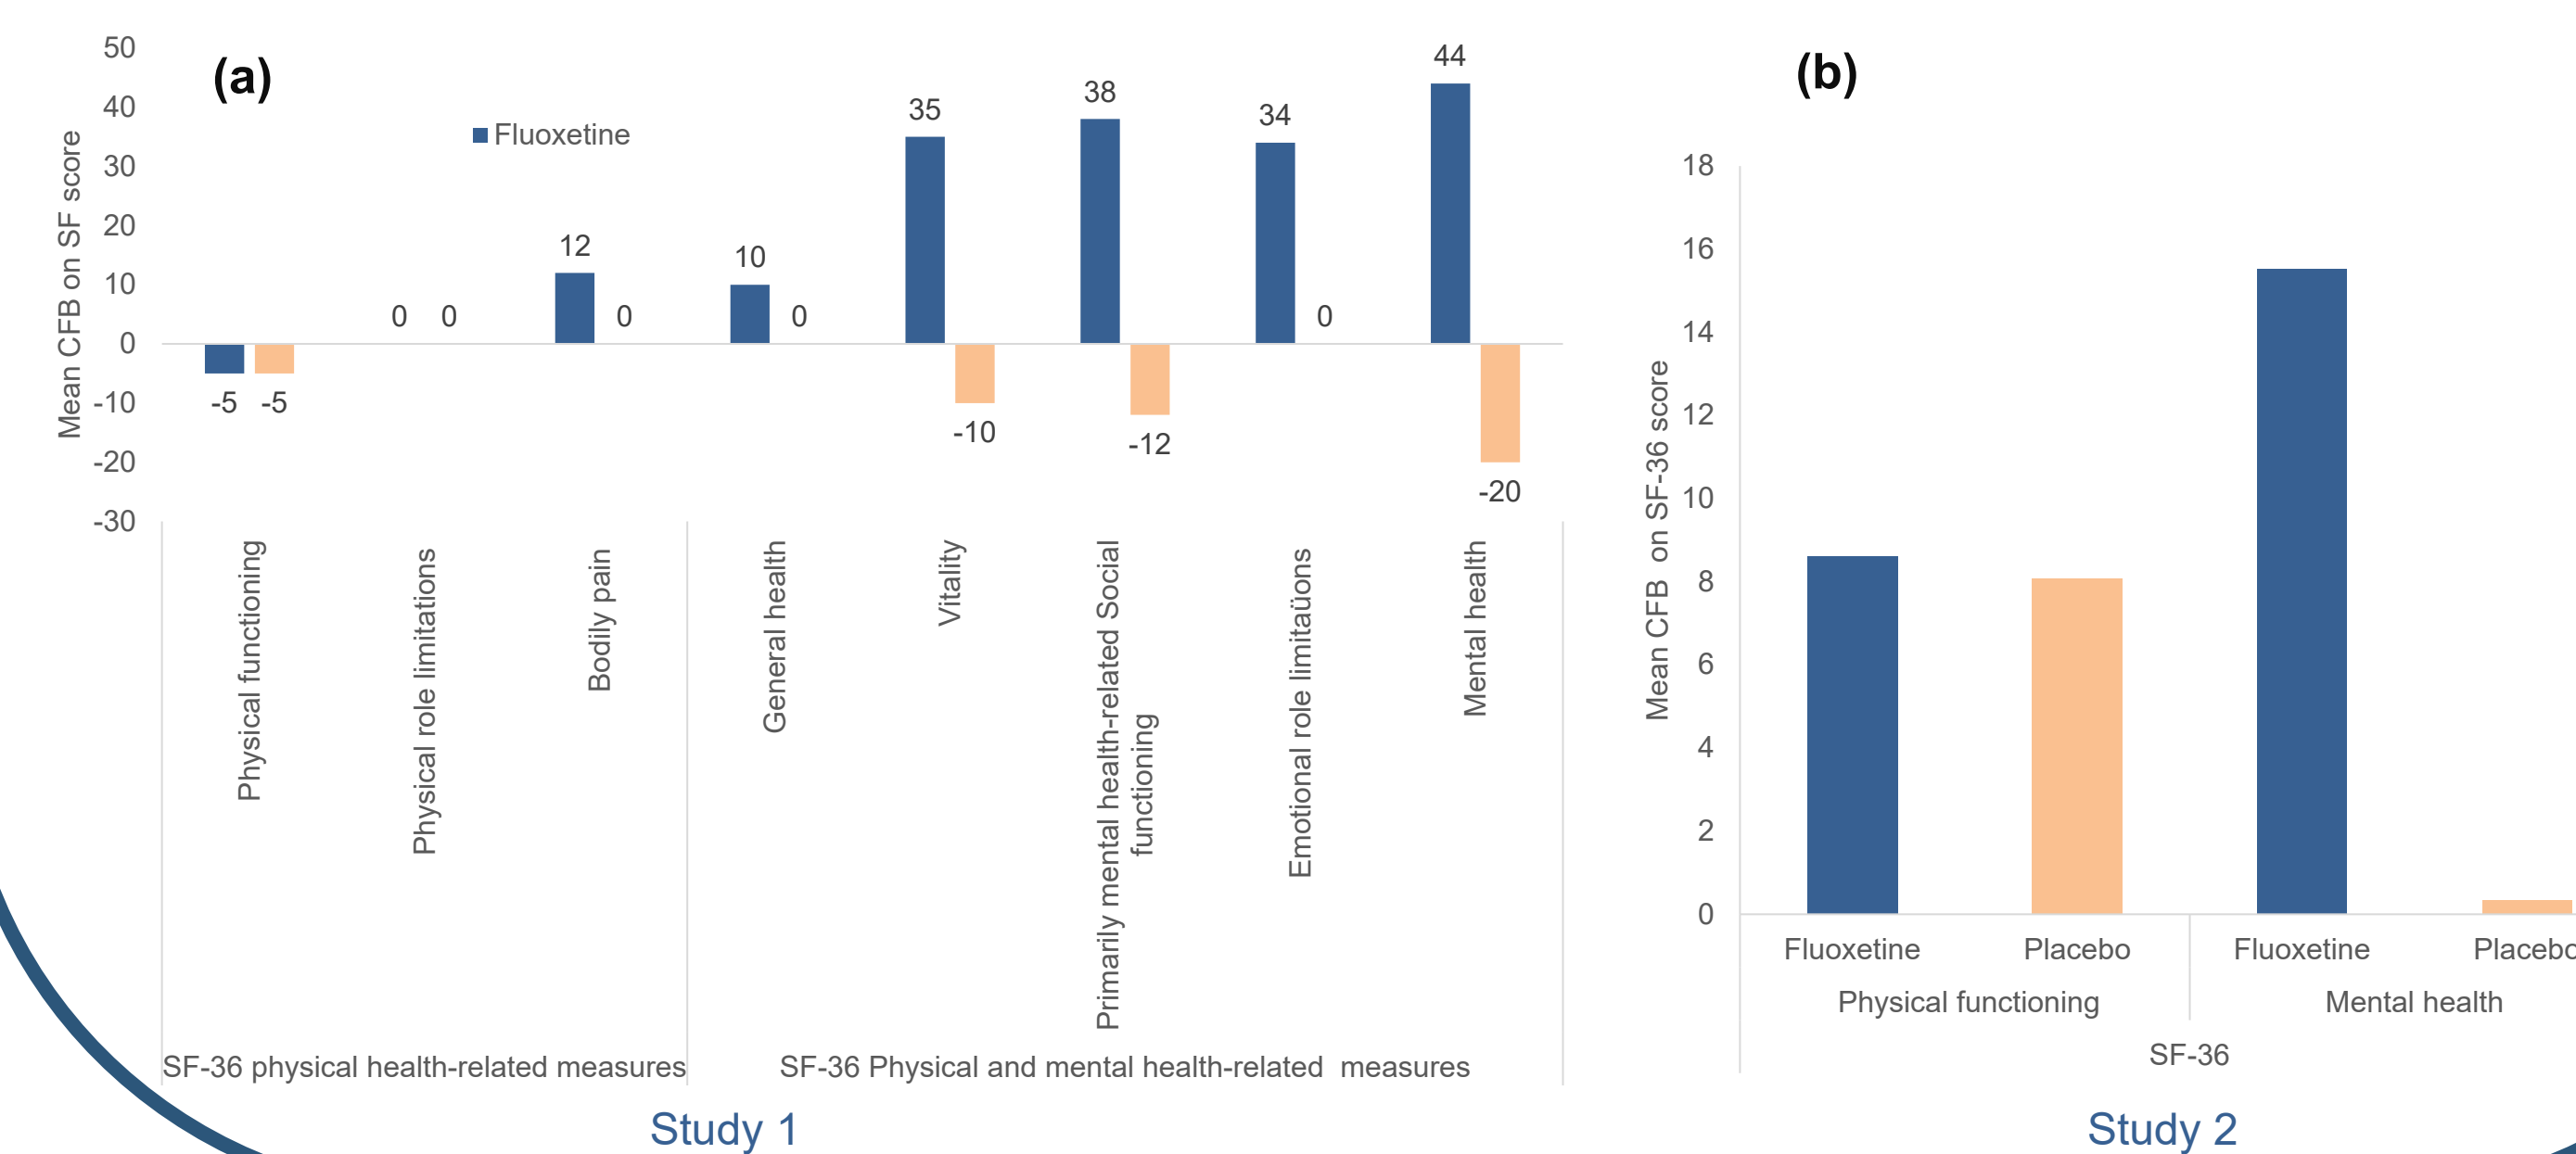 (a)
Mean CFB on SF score
50
40
30
20
10
0
-10
-20
-30
Fluoxetine
-5 -5
0 0
12 0
10 0
35 -10
38 -12
34 0
44 -20
Physical functioning
Physical role limitations
Bodily pain
General health
Vitality
Primarily mental health-related Social
functioning
Emotional role limitaüons
Mental health
SF-36 physical health-related measures
SF-36 Physical and mental health-related measures
Study 1
(b)
Mean CFB on SF-36 score
18
16
14
12
10
8
6
4
2
0
Fluoxetine Placebo Fluoxetine Placebo
Physical functioning Mental health
SF-36
Study 2